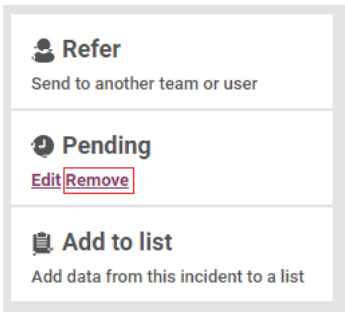 Refer
Send to another team or user
Pending
Edit Remove
Add to list
Add data from this incident to a list